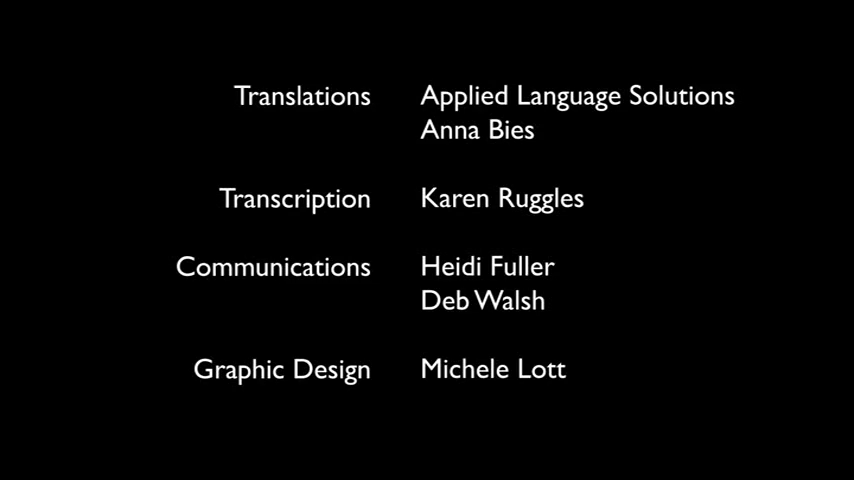 Translations Applied Language Solutions
Anna Bies
Transcription Karen Ruggles
Communications Heidi Fuller
Deb Walsh
Graphic Design Michele Lott